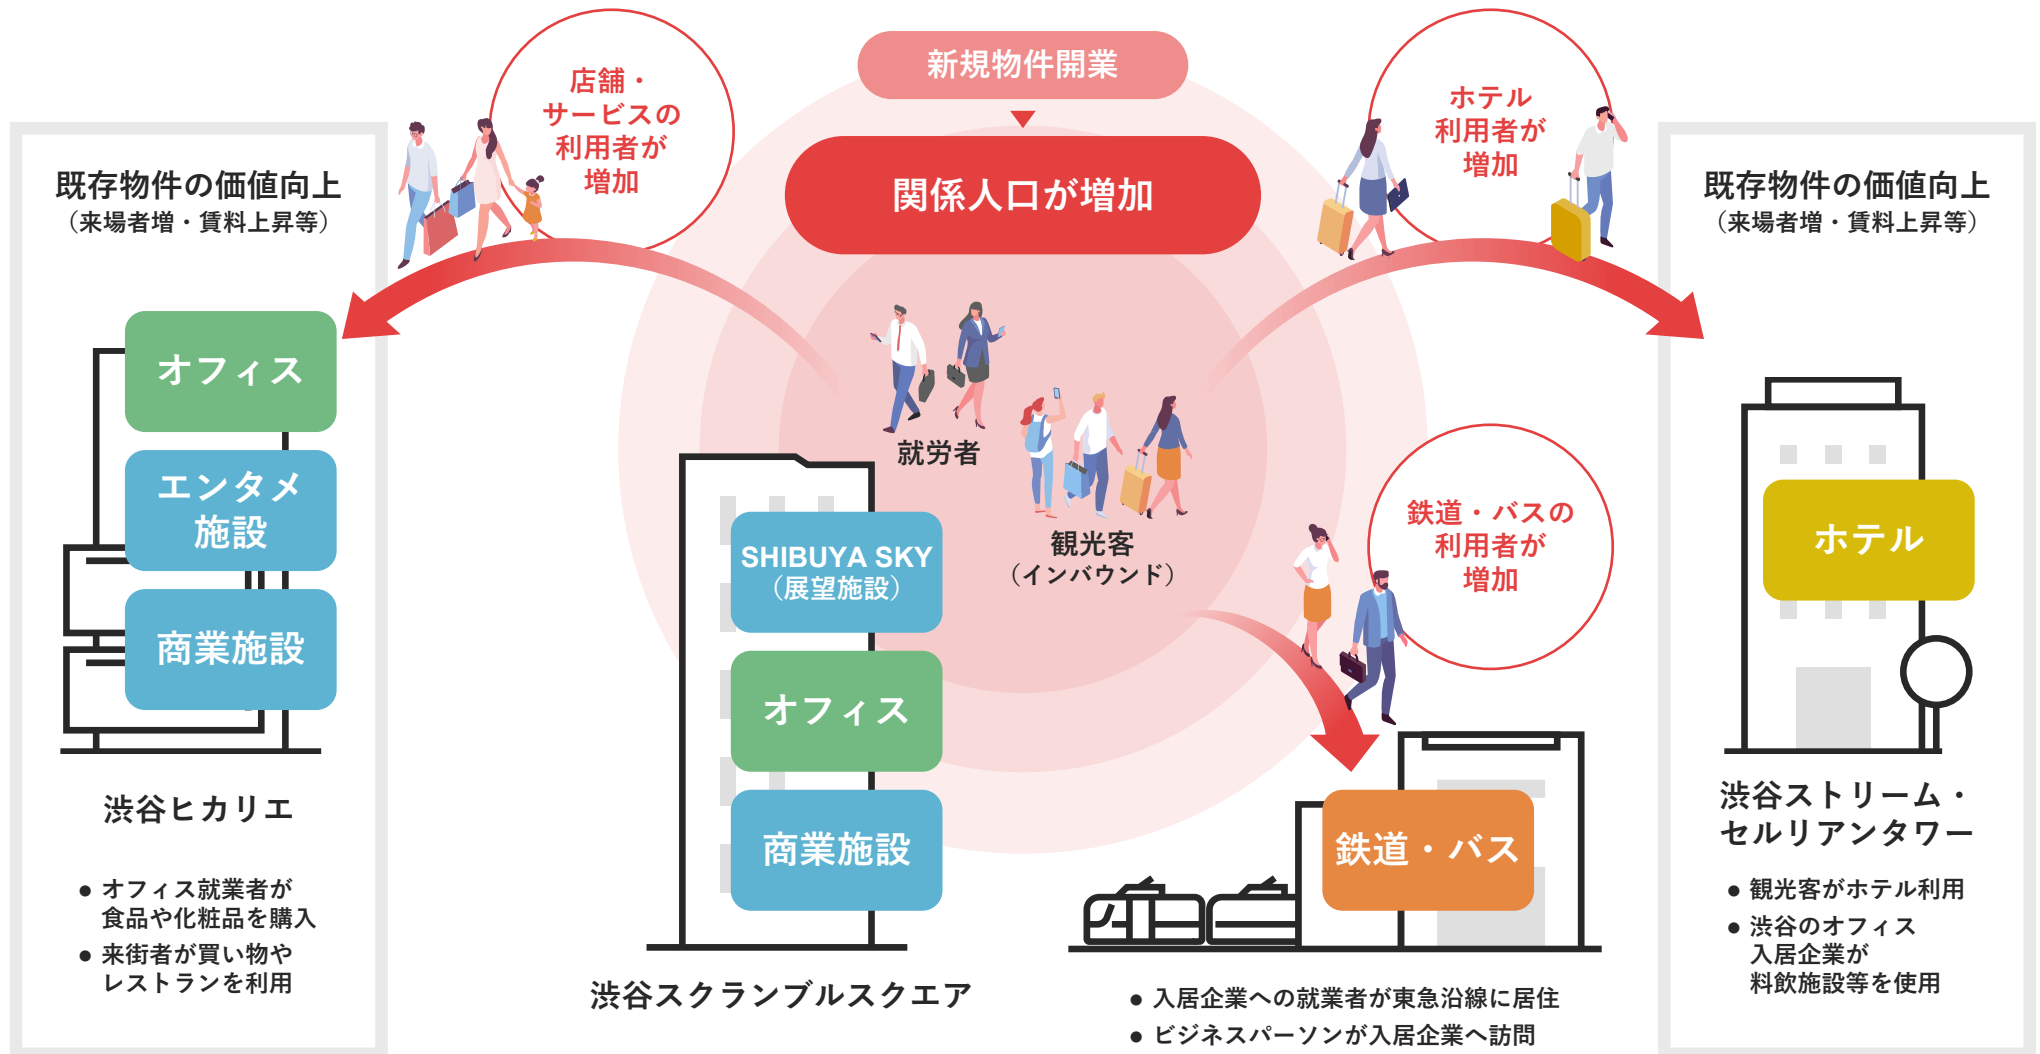 新規物件開業
関係人口が増加
店舗・
サービスの
利用者が
増加
ホテル
利用者が
増加
既存物件の価値向上
（来場者増・賃料上昇等）
オフィス
エンタメ
施設
商業施設
渋谷ヒカリエ
● オフィス就業者が
食品や化粧品を購入
● 来街者が買い物や
レストランを利用
就労者
観光客
（インバウンド）
SHIBUYA SKY
（展望施設）
オフィス
商業施設
渋谷スクランブルスクエア
鉄道・バスの
利用者が
増加
鉄道・バス
● 入居企業への就業者が東急沿線に居住
● ビジネスパーソンが入居企業へ訪問
既存物件の価値向上
（来場者増・賃料上昇等）
ホテル
渋谷ストリーム・
セルリアンタワー
● 観光客がホテル利用
● 渋谷のオフィス
入居企業が
料飲施設等を使用